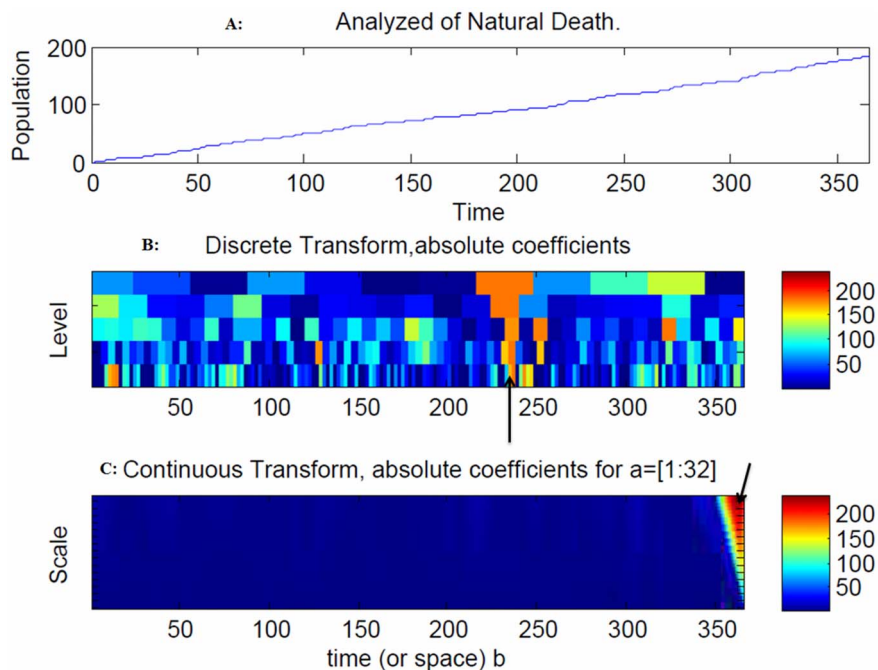 A: Analyzed of Natural Death.
Population
200
100
0
0 50 100 150 200 250 300 350
Time
B: Discrete Transform,absolute coefficients
Level
50 100 150 200 250 300 350
200
150
100
50
C: Continuous Transform, absolute coefficients for a=[1:32]
Scale
50 100 150 200 250 300 350
time (or space) b
200
150
100
50